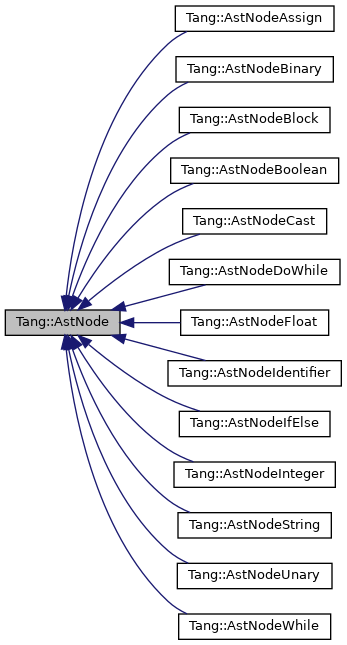 Tang::AstNodeAssign
Tang::AstNodeBinary
Tang::AstNodeBlock
Tang::AstNodeBoolean
Tang::AstNodeCast
Tang::AstNodeDoWhile
Tang::AstNode
Tang::AstNodeFloat
Tang::AstNodeIdentifier
Tang::AstNodeIfElse
Tang::AstNodeInteger
Tang::AstNodeString
Tang::AstNodeUnary
Tang::AstNodeWhile